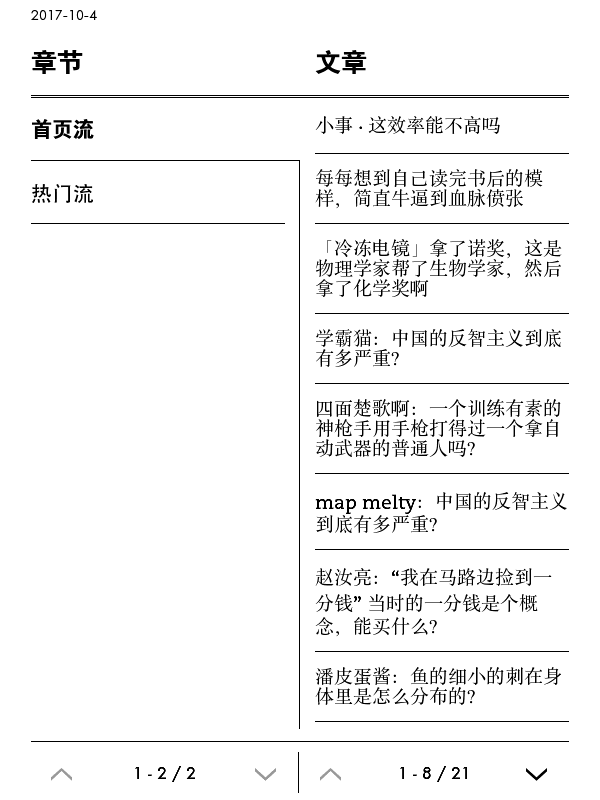 2017-10-4
章节
文章
首页流
热门流
小事 · 这效率能不高吗
每每想到自己读完书后的模
样，简直牛逼到血脉偾张
「冷冻电镜」拿了诺奖，这是
物理学家帮了生物学家，然后
拿了化学奖啊
学霸猫：中国的反智主义到底
有多严重？
四面楚歌啊：一个训练有素的
神枪手用手枪打得过一个拿自
动武器的普通人吗？
map melty：中国的反智主义
到底有多严重？
赵汝亮：“我在马路边捡到一
分钱” 当时的一分钱是个概
念，能买什么？
潘皮蛋酱：鱼的细小的刺在身
体里是怎么分布的？
1 - 2 / 2
1 - 8 / 21